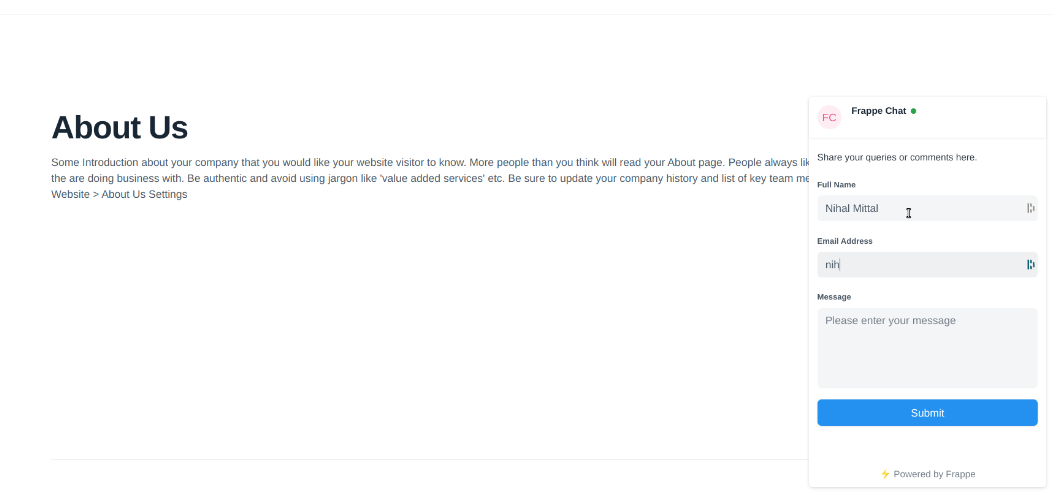 About Us
Some Introduction about your company that you would like your website visitor to know. More people than you think will read your About page. People always
the are doing business with. Be authentic and avoid using jargon like 'value added services' etc. Be sure to update your company history and list of key team
Website > About Us Settings
FC
Frappe Chat
Share your queries or comments here.
Full Name
Nihal Mittal
Email Address
nih
Message
Please enter your message
Submit
⚡ Powered by Frappe